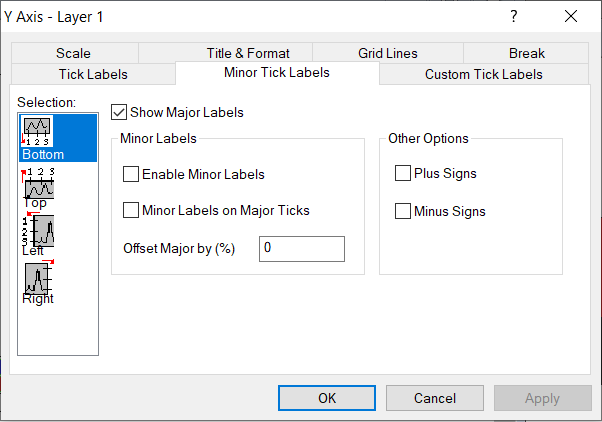 Y Axis - Layer 1
?
Scale
Title & Format
Grid Lines
Break
Tick Labels
Minor Tick Labels
Custom Tick Labels
Selection:
1 2 3
Bottom
1 2 3
Top
1
2
3
Left
Right
Show Major Labels
Minor Labels
Enable Minor Labels
Minor Labels on Major Ticks
Offset Major by (%)
0
Other Options
Plus Signs
Minus Signs
OK
Cancel
Apply